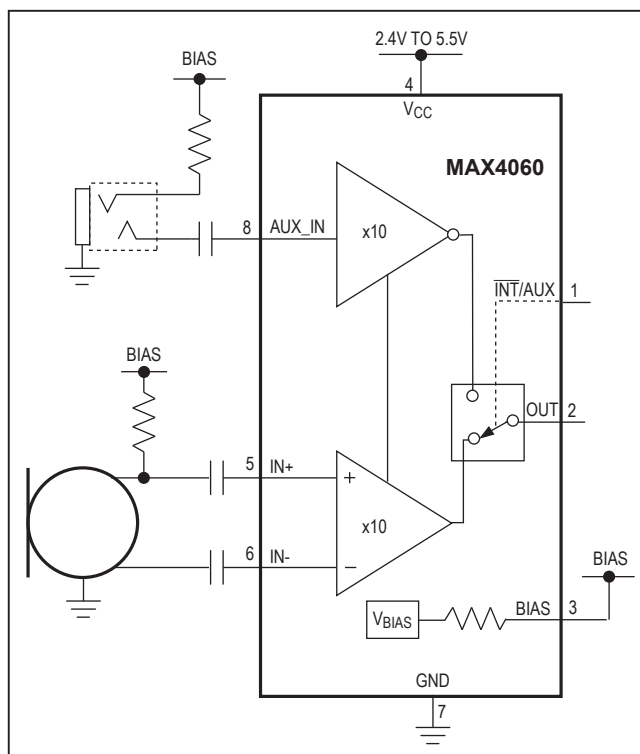 2.4V TO 5.5V
BIAS
4
VCC
MAX4060
8
AUX_IN
x10
INT/AUX
1
BIAS
OUT
2
5
IN+
+
x10
6
IN-
−
BIAS
VBIAS
BIAS
3
GND
7